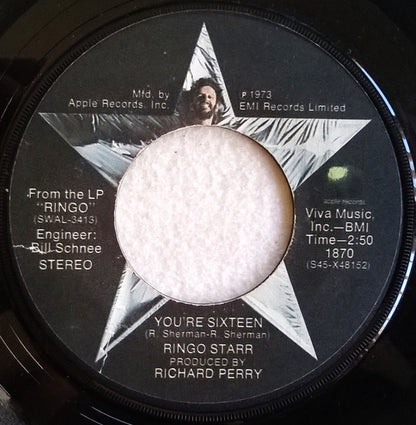 Mfd. by
Apple Records, Inc.
℗ 1973
EMI Records Limited
From the LP
"RINGO"
(SWAL-3413)
Engineer:
Bill Schnee
STEREO
apple records
Viva Music,
Inc.—BMI
Time—2:50
1870
(S45-X48152)
YOU'RE SIXTEEN
(R. Sherman-R. Sherman)
RINGO STARR
PRODUCED BY
RICHARD PERRY